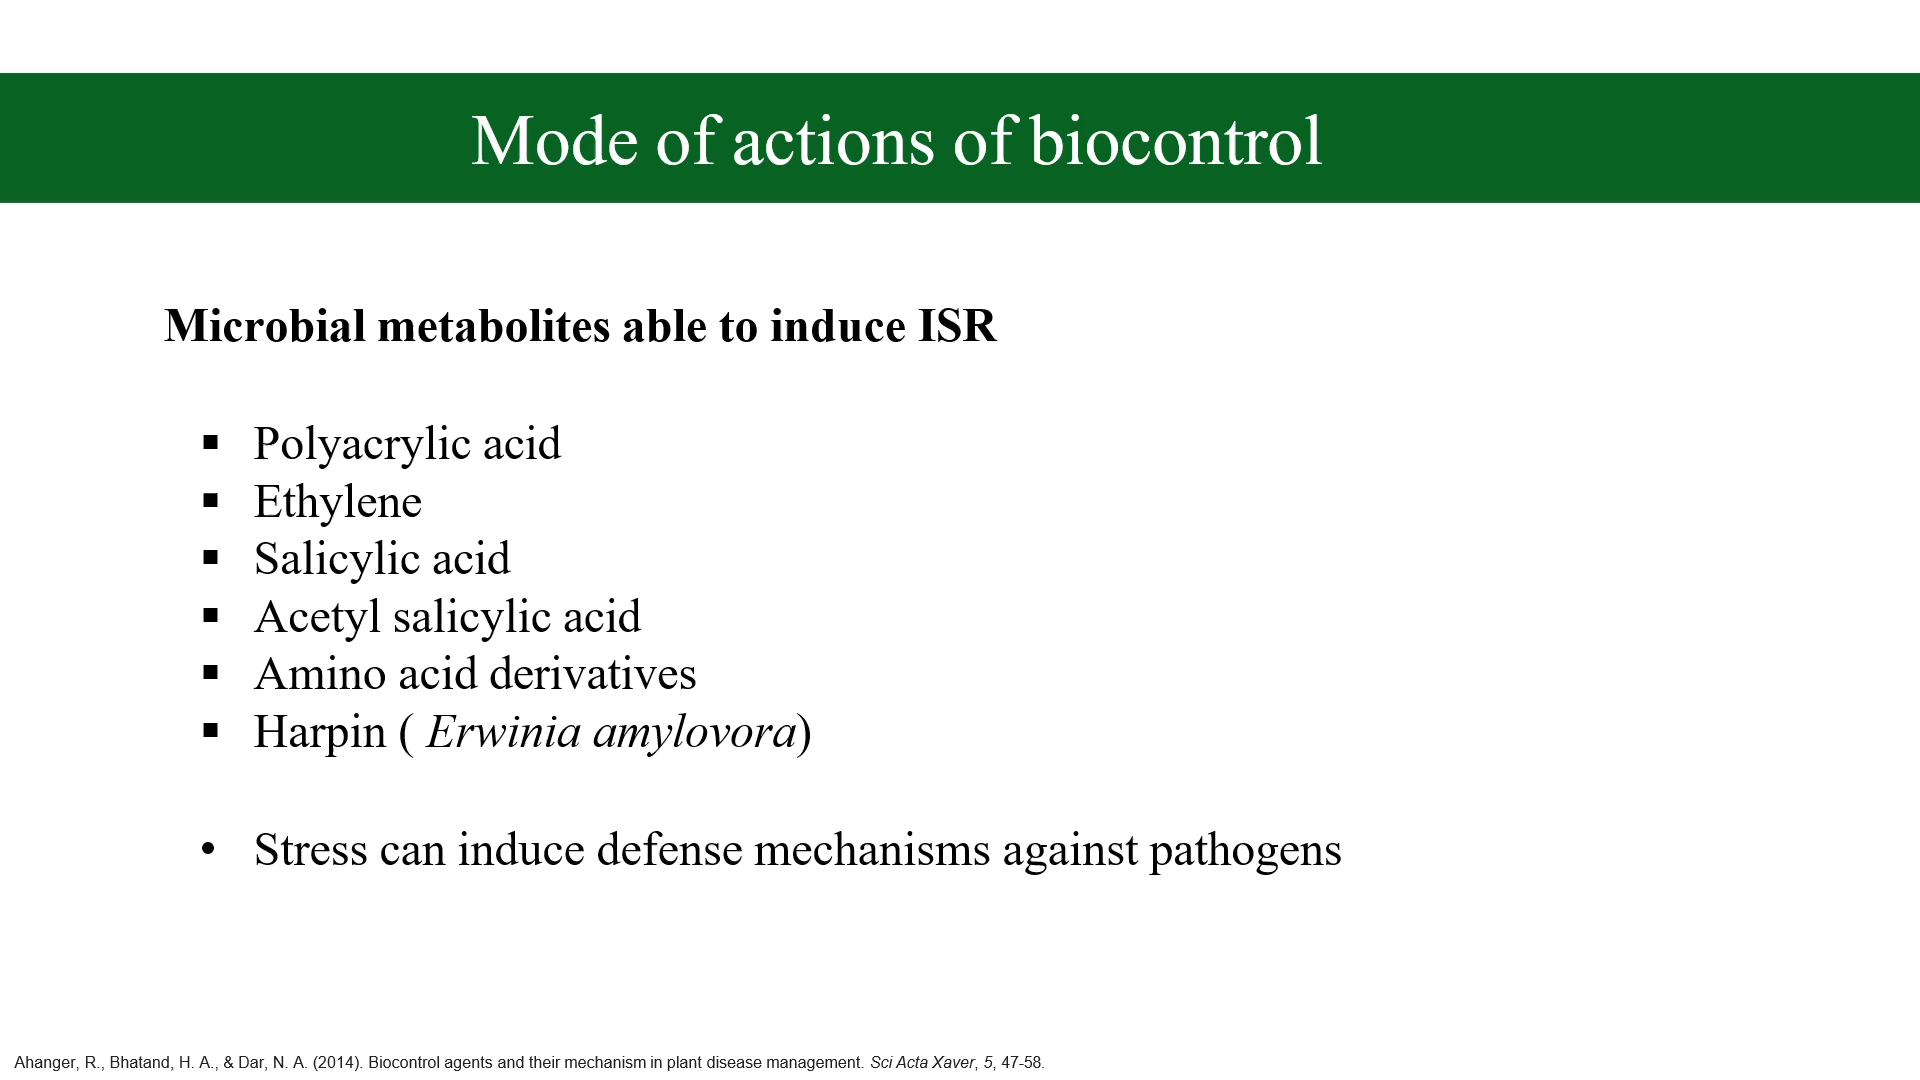 Mode of actions of biocontrol
Microbial metabolites able to induce ISR
▪ Polyacrylic acid
▪ Ethylene
▪ Salicylic acid
▪ Acetyl salicylic acid
▪ Amino acid derivatives
▪ Harpin ( Erwinia amylovora)
• Stress can induce defense mechanisms against pathogens
Ahanger, R., Bhatand, H. A., & Dar, N. A. (2014). Biocontrol agents and their mechanism in plant disease management. Sci Acta Xaver, 5, 47-58.